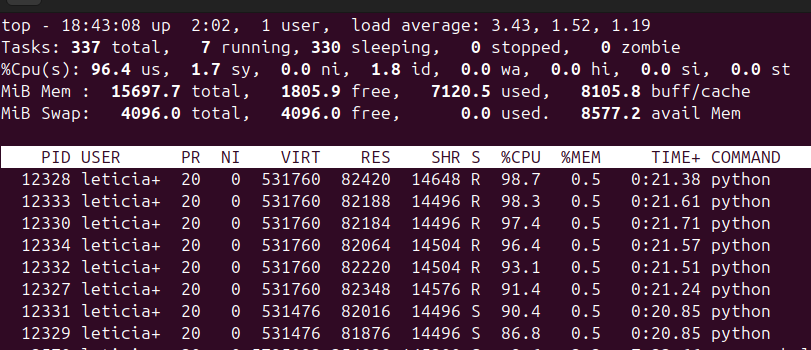 top - 18:43:08 up  2:02,  1 user,  load average: 3.43, 1.52, 1.19
Tasks: 337 total,   7 running, 330 sleeping,   0 stopped,   0 zombie
%Cpu(s): 96.4 us,  1.7 sy,  0.0 ni,  1.8 id,  0.0 wa,  0.0 hi,  0.0 si,  0.0 st
MiB Mem :  15697.7 total,   1805.9 free,   7120.5 used,   8105.8 buff/cache
MiB Swap:   4096.0 total,   4096.0 free,      0.0 used.   8577.2 avail Mem
PID USER      PR  NI    VIRT    RES    SHR S  %CPU  %MEM     TIME+ COMMAND
12328 leticia+  20   0  531760  82420  14648 R  98.7   0.5   0:21.38 python
12333 leticia+  20   0  531760  82188  14496 R  98.3   0.5   0:21.61 python
12330 leticia+  20   0  531760  82184  14496 R  97.4   0.5   0:21.71 python
12334 leticia+  20   0  531760  82064  14504 R  96.4   0.5   0:21.57 python
12332 leticia+  20   0  531760  82220  14504 R  93.1   0.5   0:21.51 python
12327 leticia+  20   0  531760  82348  14576 R  91.4   0.5   0:21.24 python
12331 leticia+  20   0  531476  82016  14496 S  90.4   0.5   0:20.85 python
12329 leticia+  20   0  531476  81876  14496 S  86.8   0.5   0:20.85 python